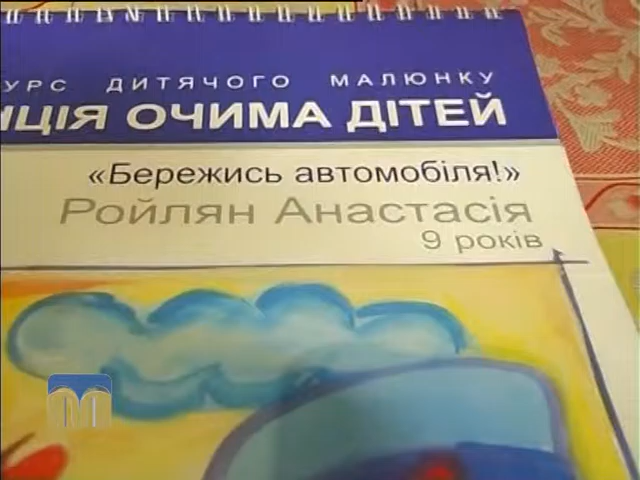 УРС ДИТЯЧОГО МАЛЮНКУ
ЦІЯ ОЧИМА ДІТЕЙ
«Бережись автомобіля!»
Ройлян Анастасія
9 років
М